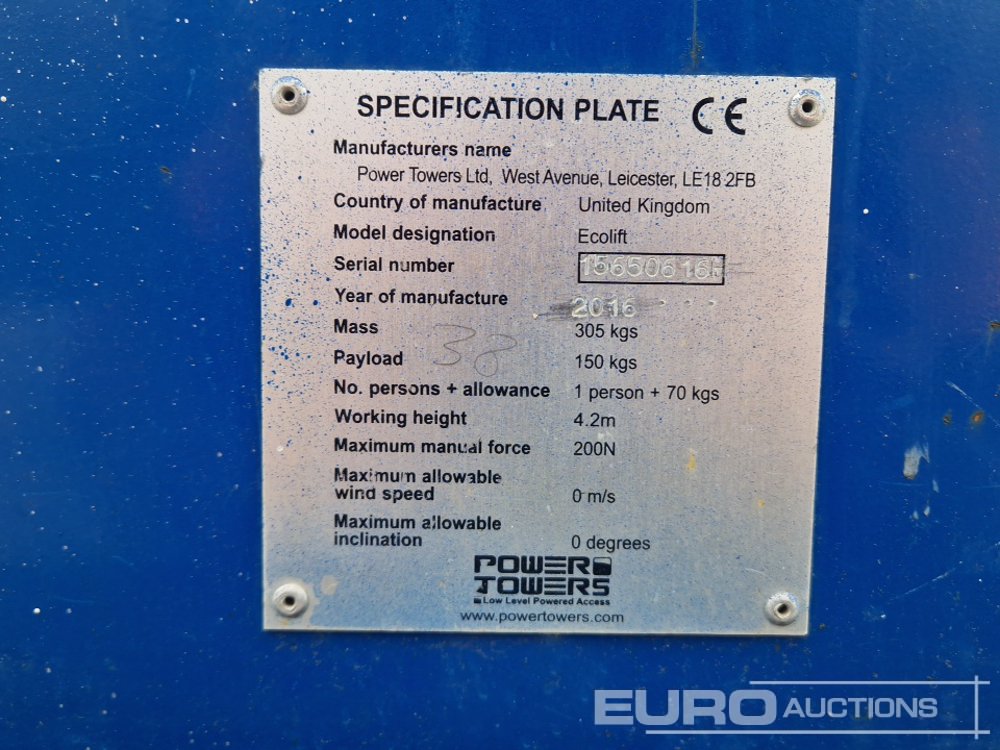 SPECIFICATION PLATE CE
Manufacturers name
Power Towers Ltd, West Avenue, Leicester, LE18 2FB
Country of manufacture United Kingdom
Model designation Ecolift
Serial number
Year of manufacture 2016
Mass 305 kgs
Payload 38 150 kgs
No. persons + allowance 1 person + 70 kgs
Working height 4.2m
Maximum manual force 200N
Maximum allowable
wind speed 0 m/s
Maximum allowable
inclination 0 degrees
POWER
TOWERS
Low Level Powered Access
www.powertowers.com
EURO AUCTIONS